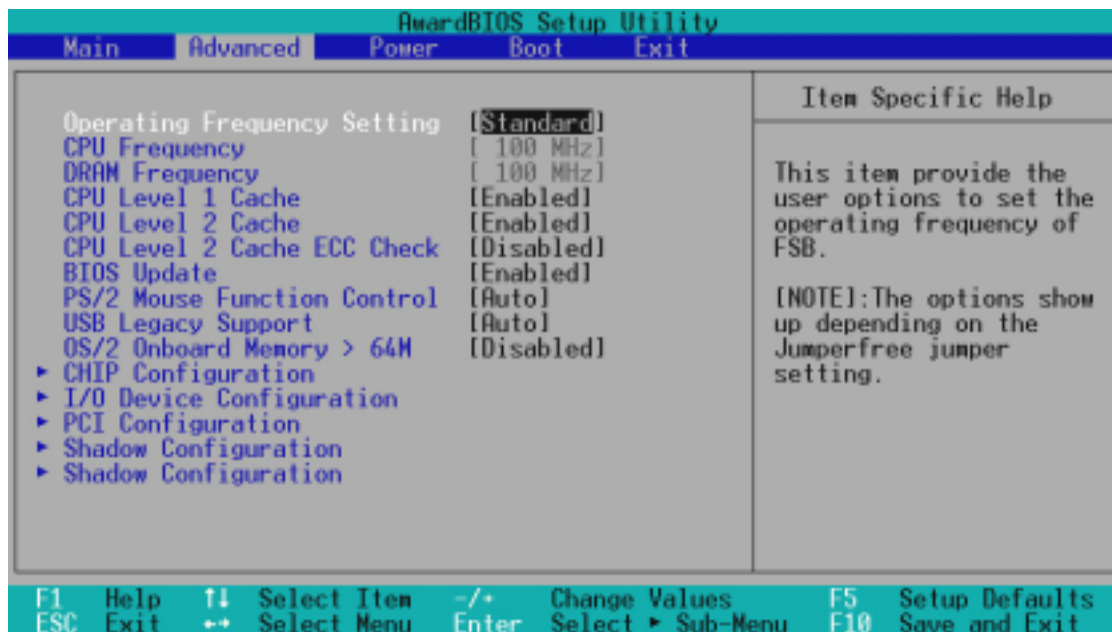 AwardBIOS Setup Utility
Main Advanced Power Boot Exit
Operating Frequency Setting [Standard]
CPU Frequency [ 100 MHz]
DRAM Frequency [ 100 MHz]
CPU Level 1 Cache [Enabled]
CPU Level 2 Cache [Enabled]
CPU Level 2 Cache ECC Check [Disabled]
BIOS Update [Enabled]
PS/2 Mouse Function Control [Auto]
USB Legacy Support [Auto]
OS/2 Onboard Memory > 64M [Disabled]
▸ CHIP Configuration
▸ I/O Device Configuration
▸ PCI Configuration
▸ Shadow Configuration
▸ Shadow Configuration
Item Specific Help
This item provide the
user options to set the
operating frequency of
FSB.
[NOTE]:The options show
up depending on the
Jumperfree jumper
setting.
F1 Help ↑↓ Select Item -/+ Change Values F5 Setup Defaults
ESC Exit ←→ Select Menu Enter Select ▸ Sub-Menu F10 Save and Exit